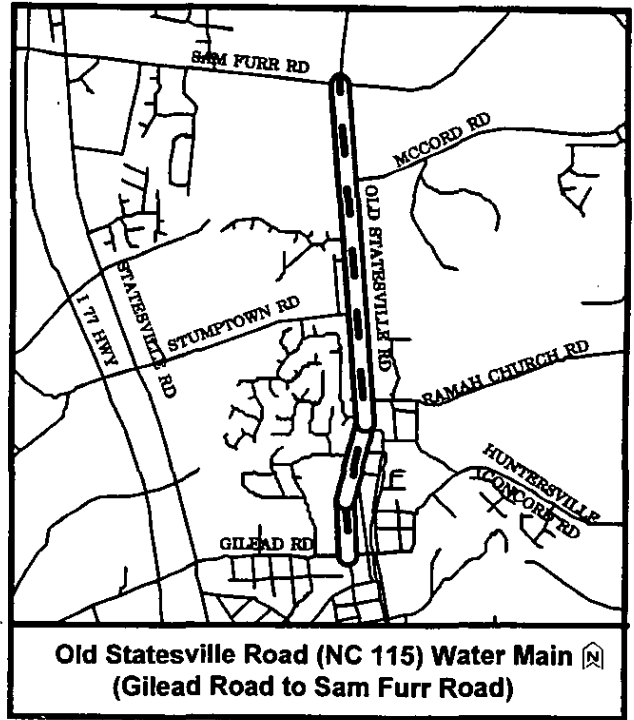 SAM FURR RD
MCCORD RD
OLD STATESVILLE RD
STATESVILLE RD
I 77 HWY
STUMPTOWN RD
RAMAH CHURCH RD
HUNTERSVILLE
CONCORD RD
GILEAD RD
Old Statesville Road (NC 115) Water Main N
(Gilead Road to Sam Furr Road)